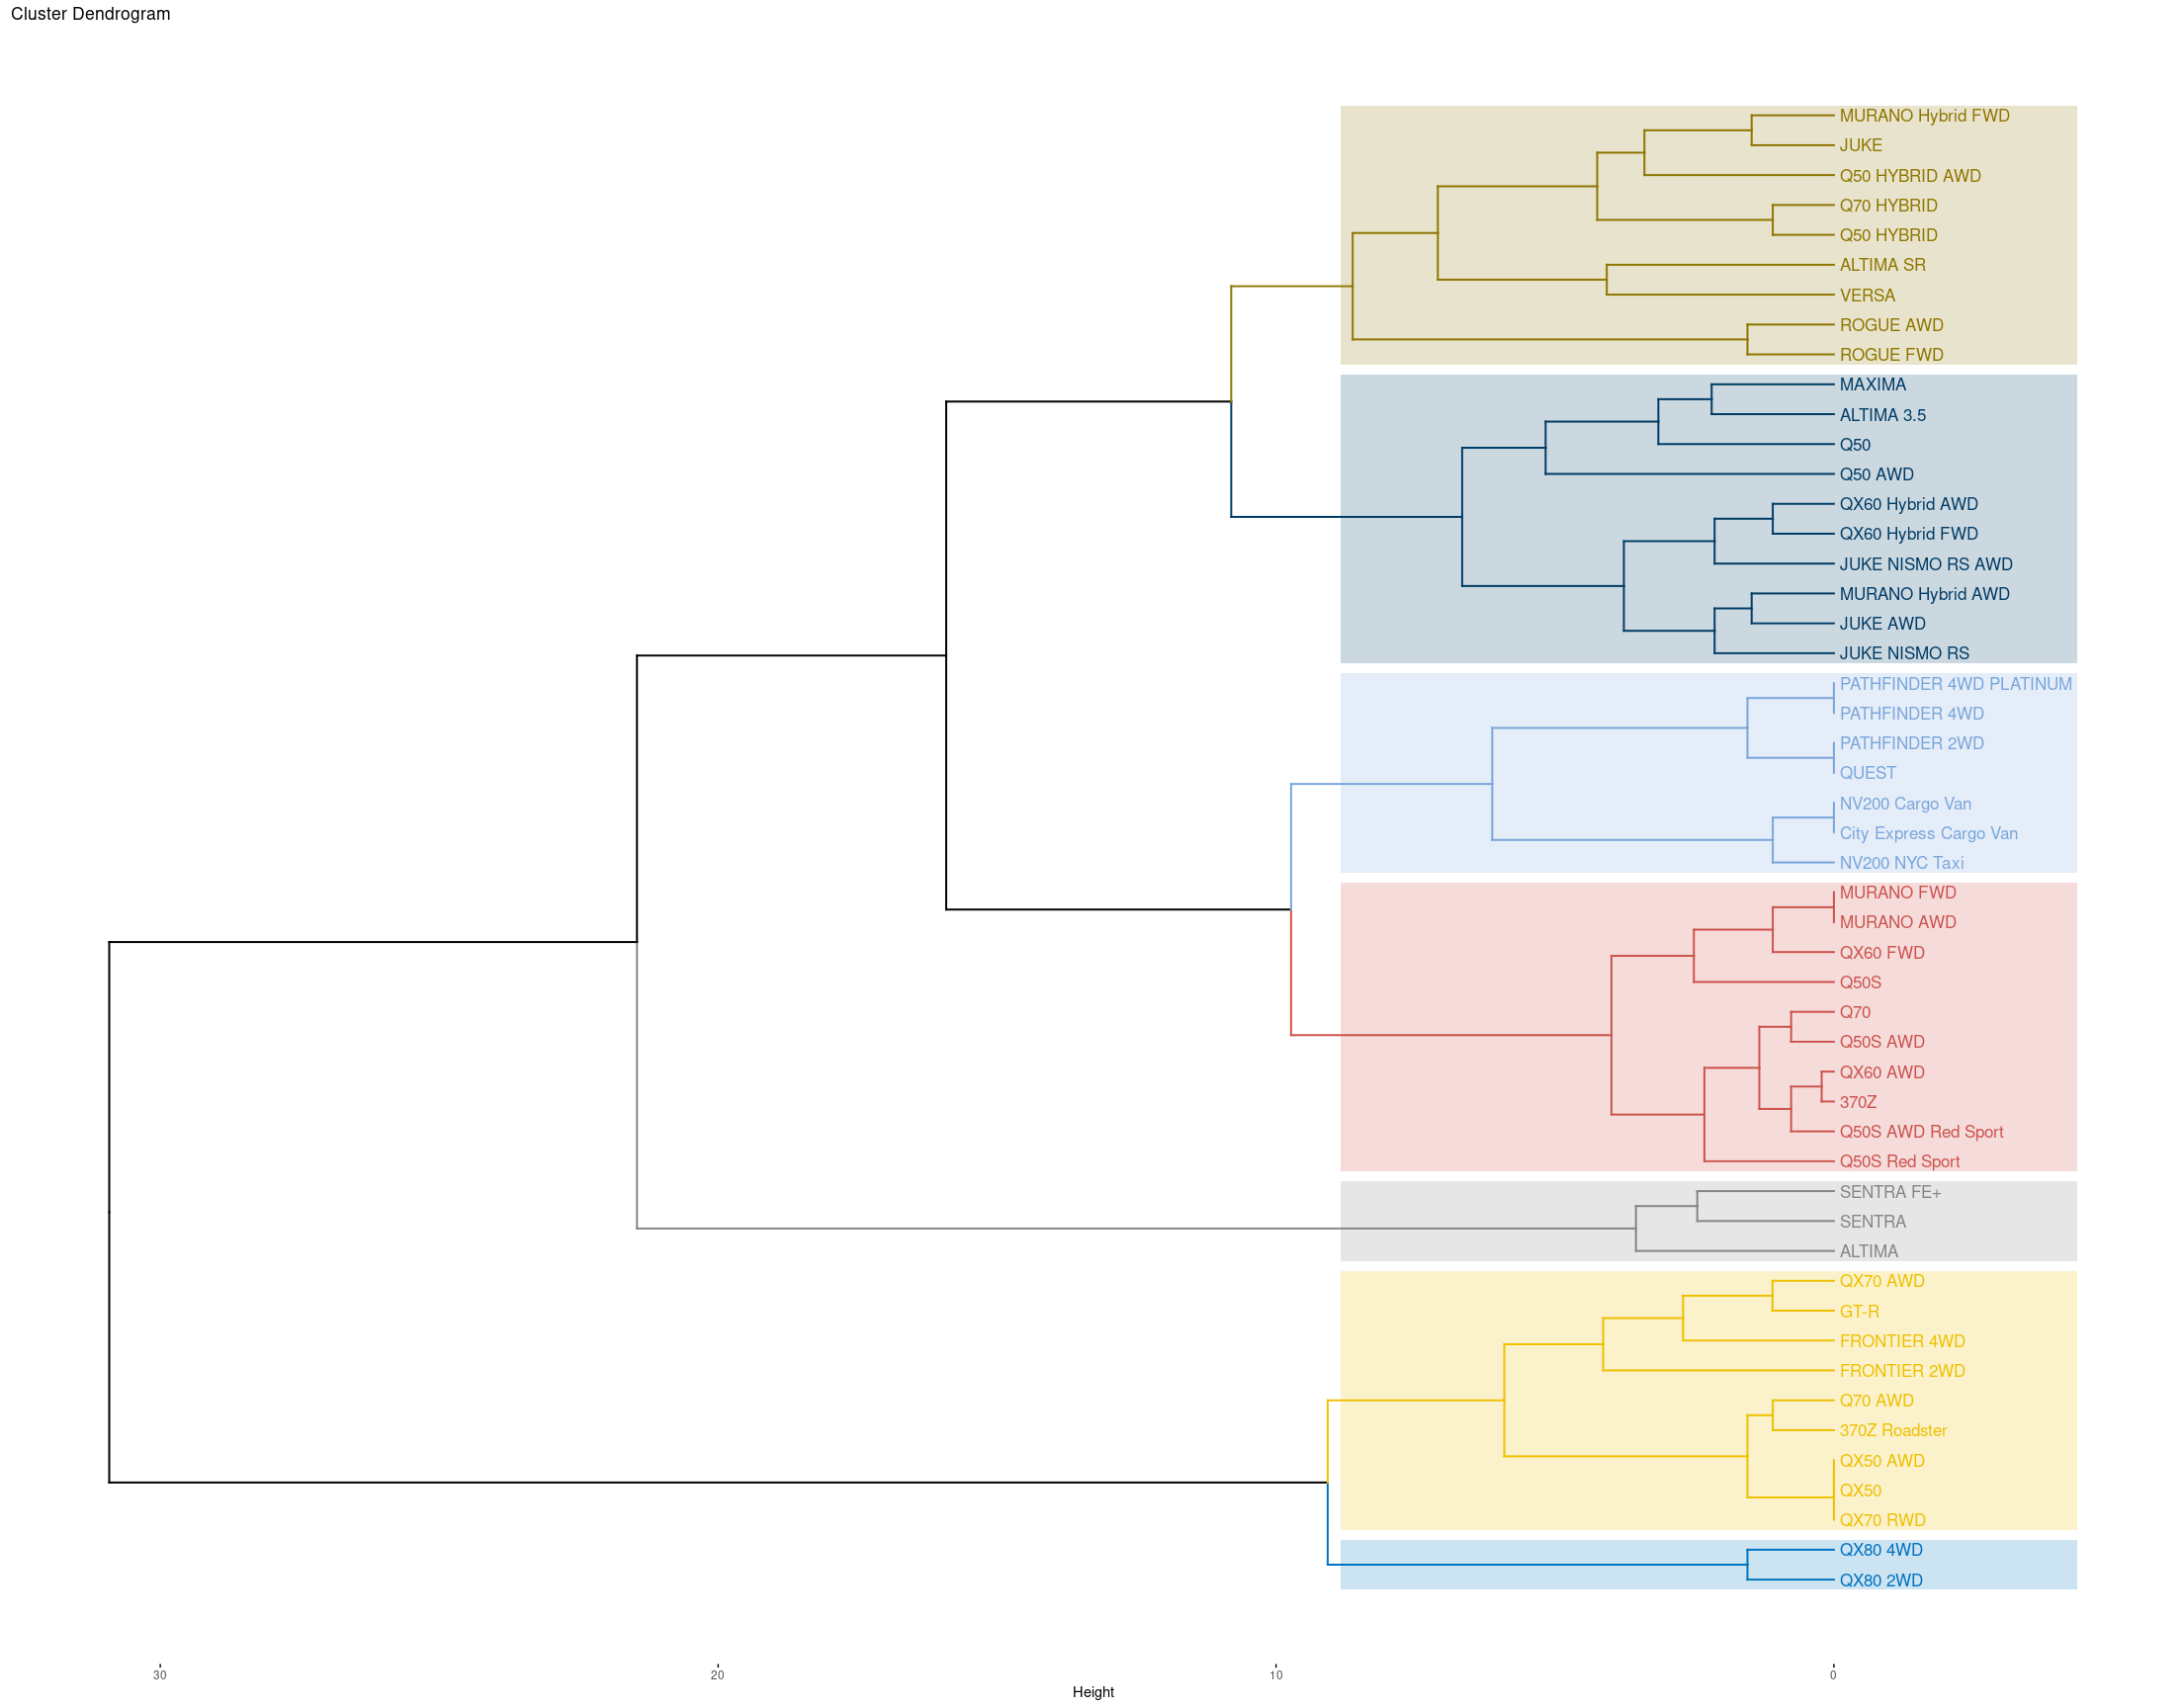 Cluster Dendrogram
MURANO Hybrid FWD
JUKE
Q50 HYBRID AWD
Q70 HYBRID
Q50 HYBRID
ALTIMA SR
VERSA
ROGUE AWD
ROGUE FWD
MAXIMA
ALTIMA 3.5
Q50
Q50 AWD
QX60 Hybrid AWD
QX60 Hybrid FWD
JUKE NISMO RS AWD
MURANO Hybrid AWD
JUKE AWD
JUKE NISMO RS
PATHFINDER 4WD PLATINUM
PATHFINDER 4WD
PATHFINDER 2WD
QUEST
NV200 Cargo Van
City Express Cargo Van
NV200 NYC Taxi
MURANO FWD
MURANO AWD
QX60 FWD
Q50S
Q70
Q50S AWD
QX60 AWD
370Z
Q50S AWD Red Sport
Q50S Red Sport
SENTRA FE+
SENTRA
ALTIMA
QX70 AWD
GT-R
FRONTIER 4WD
FRONTIER 2WD
Q70 AWD
370Z Roadster
QX50 AWD
QX50
QX70 RWD
QX80 4WD
QX80 2WD
30 20 10 0
Height